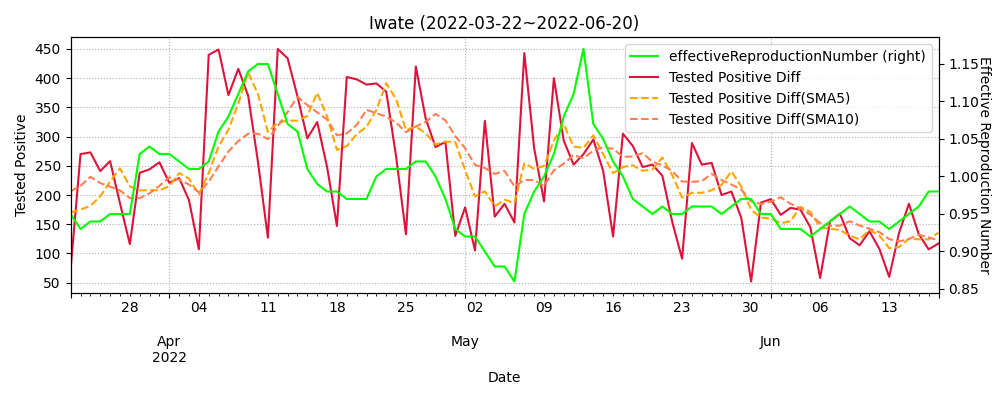 Iwate (2022-03-22~2022-06-20)
effectiveReproductionNumber (right)
Tested Positive Diff
Tested Positive Diff(SMA5)
Tested Positive Diff(SMA10)
Tested Positive
450
400
350
300
250
200
150
100
50
Effective Reproduction Number
1.15
1.10
1.05
1.00
0.95
0.90
0.85
28 04 11 18 25 02 09 16 23 30 06 13
Apr May Jun
2022
Date